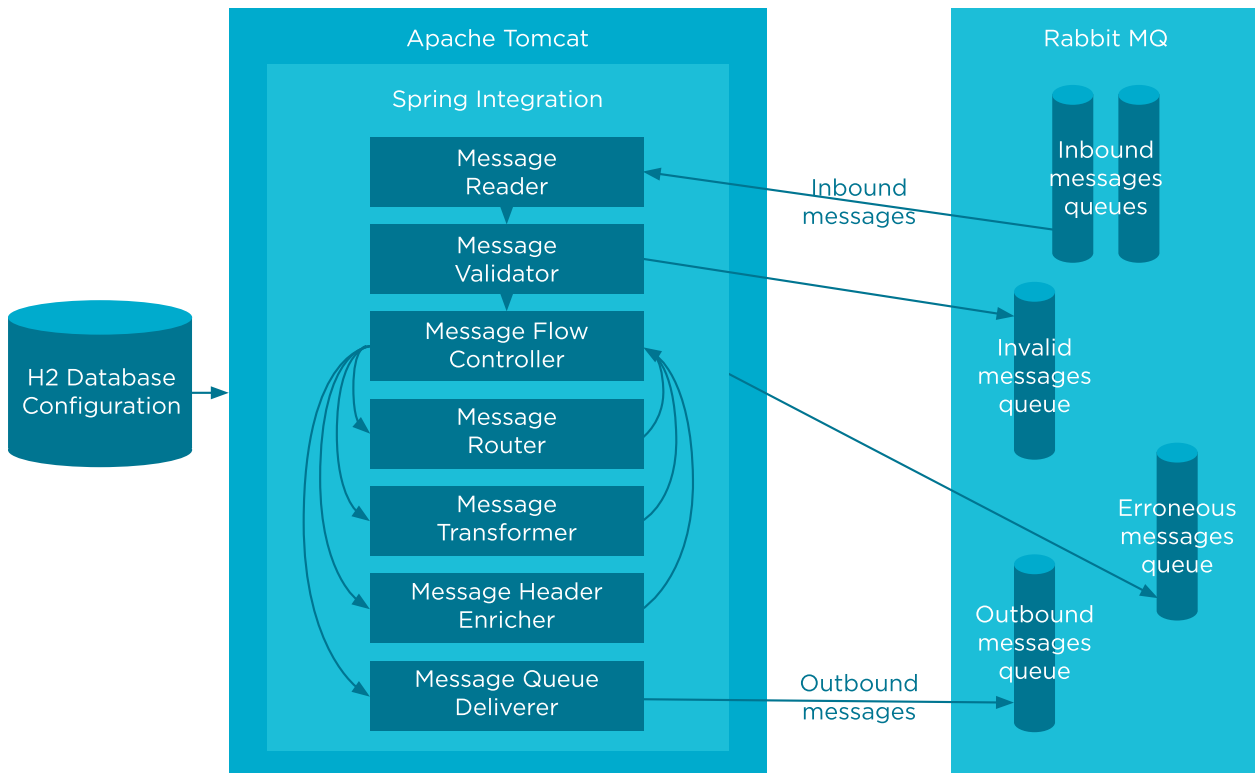 Apache Tomcat
Spring Integration
Message
Reader
Message
Validator
Message Flow
Controller
Message
Router
Message
Transformer
Message Header
Enricher
Message Queue
Deliverer
H2 Database
Configuration
Inbound
messages
Outbound
messages
Rabbit MQ
Inbound
messages
queues
Invalid
messages
queue
Erroneous
messages
queue
Outbound
messages
queue